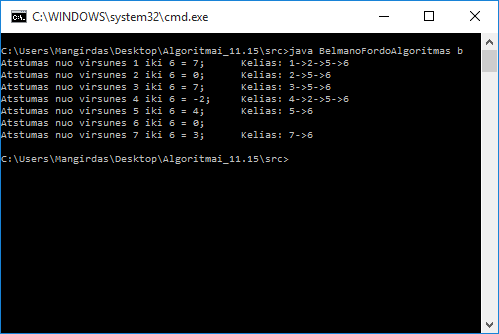 C:\WINDOWS\system32\cmd.exe
C:\Users\Mangirdas\Desktop\Algoritmai_11.15\src>java BelmanoFordoAlgoritmas b
Atstumas nuo virsunes 1 iki 6 = 7;      Kelias: 1->2->5->6
Atstumas nuo virsunes 2 iki 6 = 0;      Kelias: 2->5->6
Atstumas nuo virsunes 3 iki 6 = 7;      Kelias: 3->5->6
Atstumas nuo virsunes 4 iki 6 = -2;     Kelias: 4->2->5->6
Atstumas nuo virsunes 5 iki 6 = 4;      Kelias: 5->6
Atstumas nuo virsunes 6 iki 6 = 0;
Atstumas nuo virsunes 7 iki 6 = 3;      Kelias: 7->6
C:\Users\Mangirdas\Desktop\Algoritmai_11.15\src>